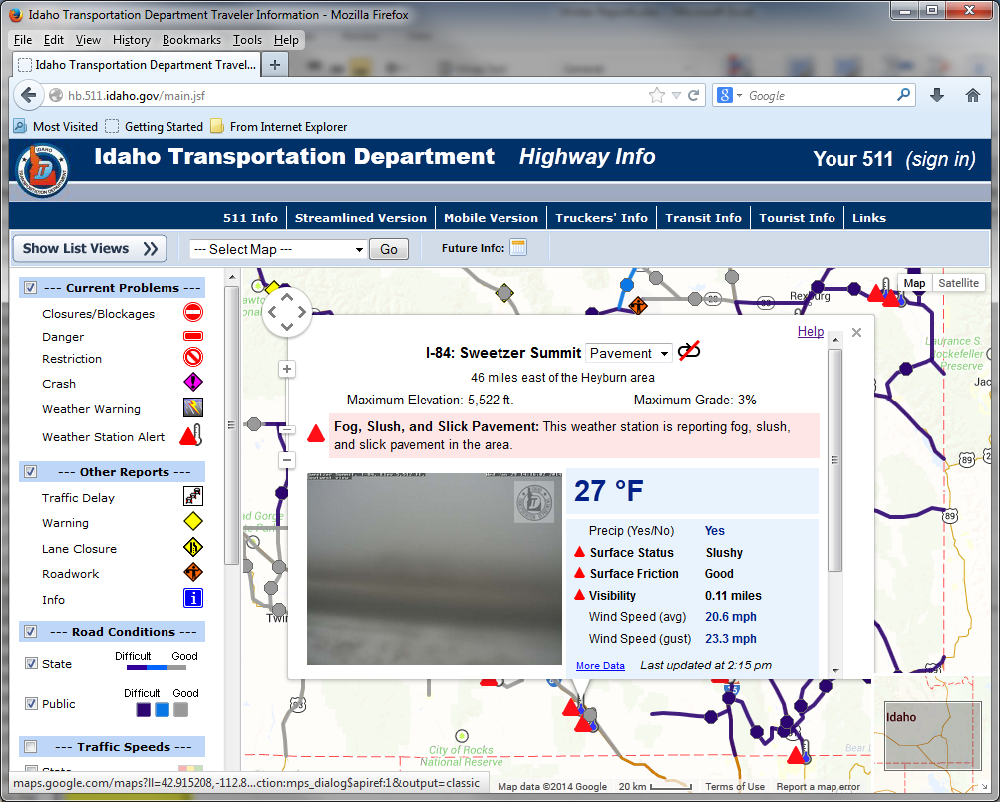 Idaho Transportation Department Traveler Information - Mozilla Firefox
File Edit View History Bookmarks Tools Help
Idaho Transportation Department Travel... +
hb.511.idaho.gov/main.jsf
8 Google
Most Visited Getting Started From Internet Explorer
Idaho Transportation Department Highway Info Your 511 (sign in)
511 Info Streamlined Version Mobile Version Truckers' Info Transit Info Tourist Info Links
Show List Views --- Select Map --- Go Future Info:
--- Current Problems ---
Closures/Blockages
Danger
Restriction
Crash
Weather Warning
Weather Station Alert
--- Other Reports ---
Traffic Delay
Warning
Lane Closure
Roadwork
Info
--- Road Conditions ---
Difficult Good
State
Difficult Good
Public
--- Traffic Speeds ---
State
Map Satellite
Rexburg
20
89
Laurance S.
Rockefeller
Preserve
Jac
Help
I-84: Sweetzer Summit Pavement
46 miles east of the Heyburn area
Maximum Elevation: 5,522 ft. Maximum Grade: 3%
Fog, Slush, and Slick Pavement: This weather station is reporting fog, slush,
and slick pavement in the area.
27 °F
Precip (Yes/No) Yes
Surface Status Slushy
Surface Friction Good
Visibility 0.11 miles
Wind Speed (avg) 20.6 mph
Wind Speed (gust) 23.3 mph
More Data Last updated at 2:15 pm
89
89
Twin
93
City of Rocks
National Reserve
Bear L
Idaho
maps.google.com/maps?ll=42.915208,-112.8...ction:mps_dialog$apiref:1&output=classic
Map data ©2014 Google 20 km Terms of Use Report a map error